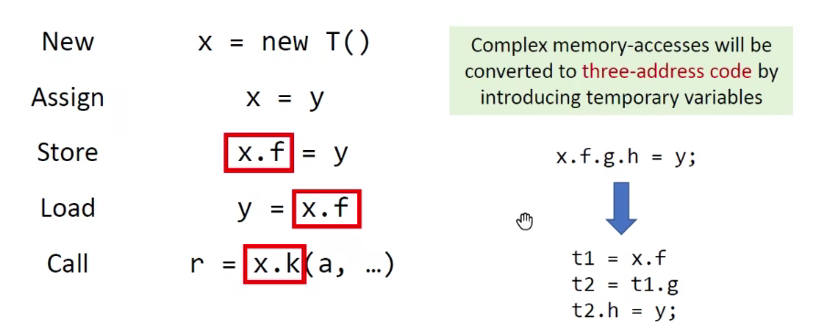 New x = new T()
Assign x = y
Store x.f = y
Load y = x.f
Call r = x.k(a, …)
Complex memory-accesses will be
converted to three-address code by
introducing temporary variables
x.f.g.h = y;
t1 = x.f
t2 = t1.g
t2.h = y;